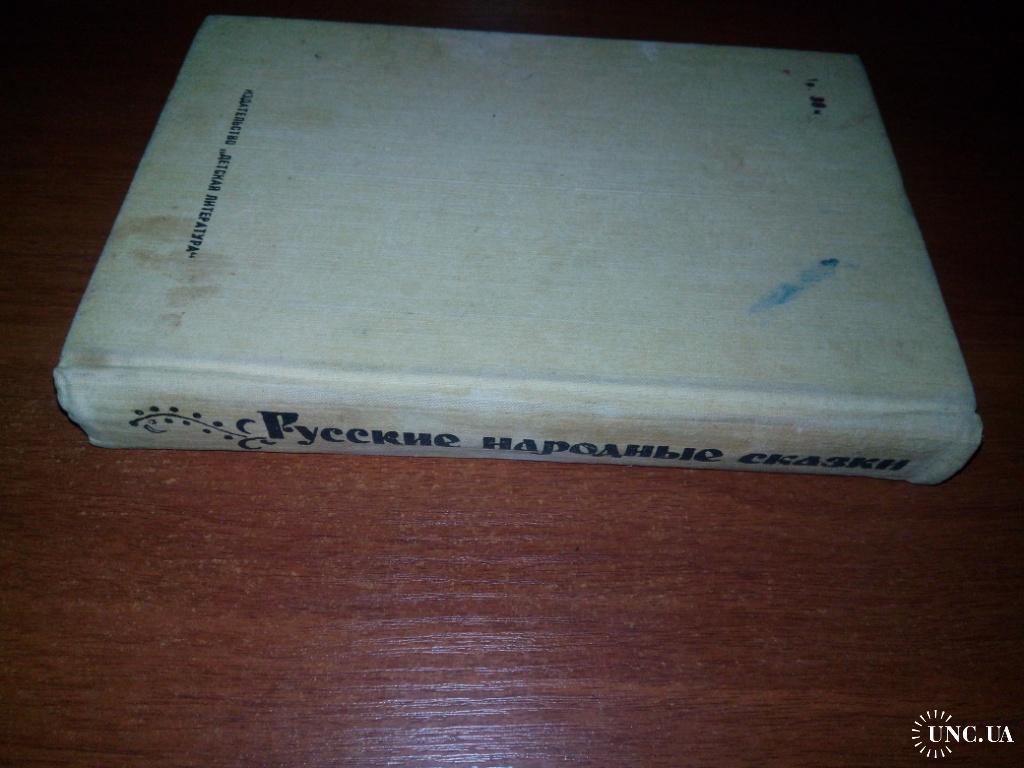 ИЗДАТЕЛЬСТВО „ДЕТСКАЯ ЛИТЕРАТУРА“
Русские народные сказки
UNC.UA